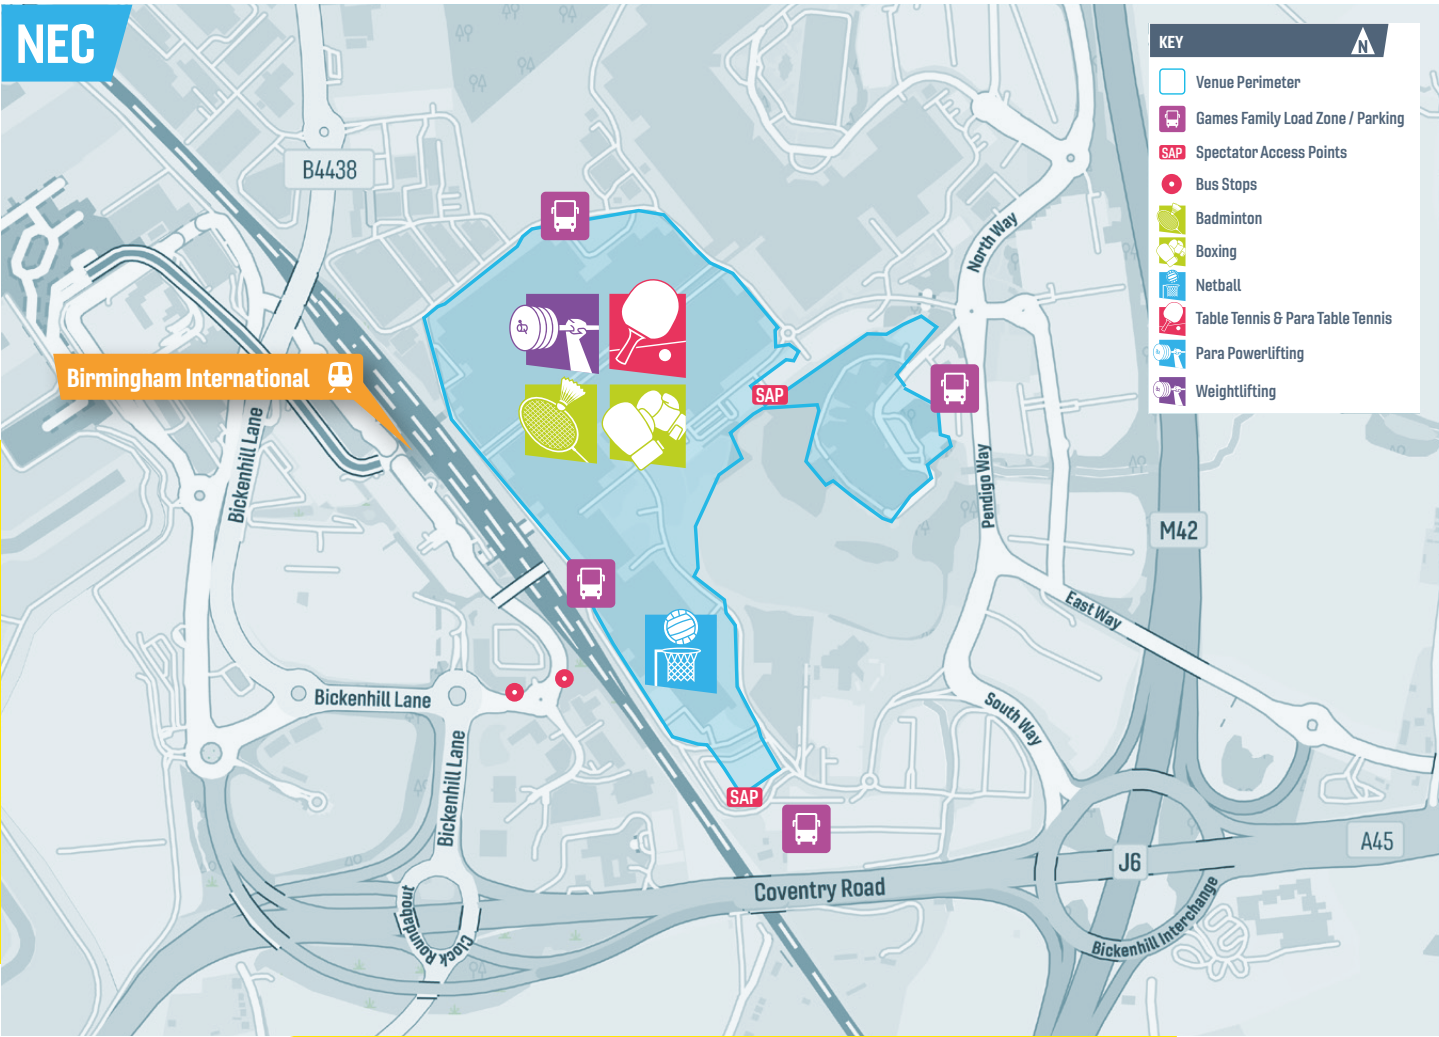 NEC
KEY
N
Venue Perimeter
Games Family Load Zone / Parking
SAP
Spectator Access Points
Bus Stops
Badminton
Boxing
Netball
Table Tennis & Para Table Tennis
Para Powerlifting
Weightlifting
B4438
North Way
Birmingham International
SAP
Bickenhill Lane
Pendigo Way
M42
East Way
Bickenhill Lane
South Way
Bickenhill Lane
SAP
A45
J6
Coventry Road
Clock Roundabout
Bickenhill Interchange